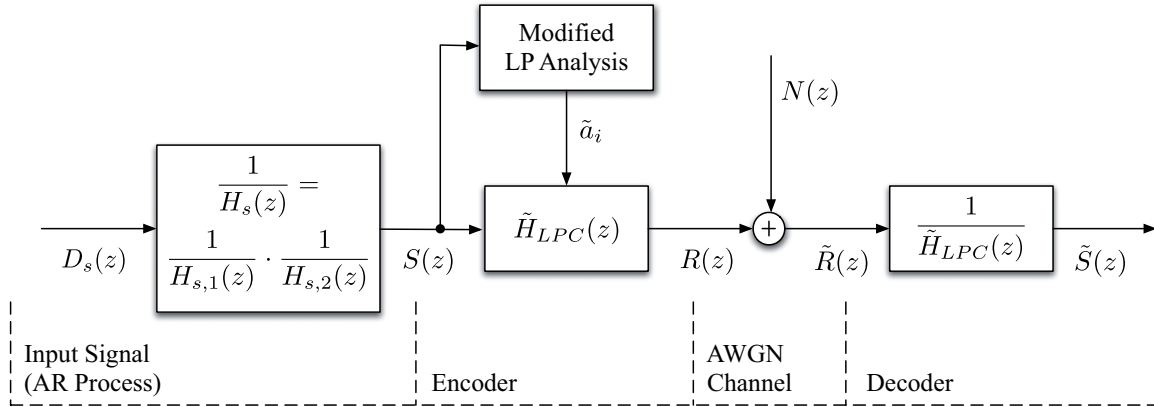 Modified
LP Analysis
N(z)
ã_i
1/H_s(z) =
1/H_{s,1}(z) · 1/H_{s,2}(z)
H̃_{LPC}(z)
+
1/H̃_{LPC}(z)
D_s(z)
S(z)
R(z)
R̃(z)
S̃(z)
Input Signal
(AR Process)
Encoder
AWGN
Channel
Decoder